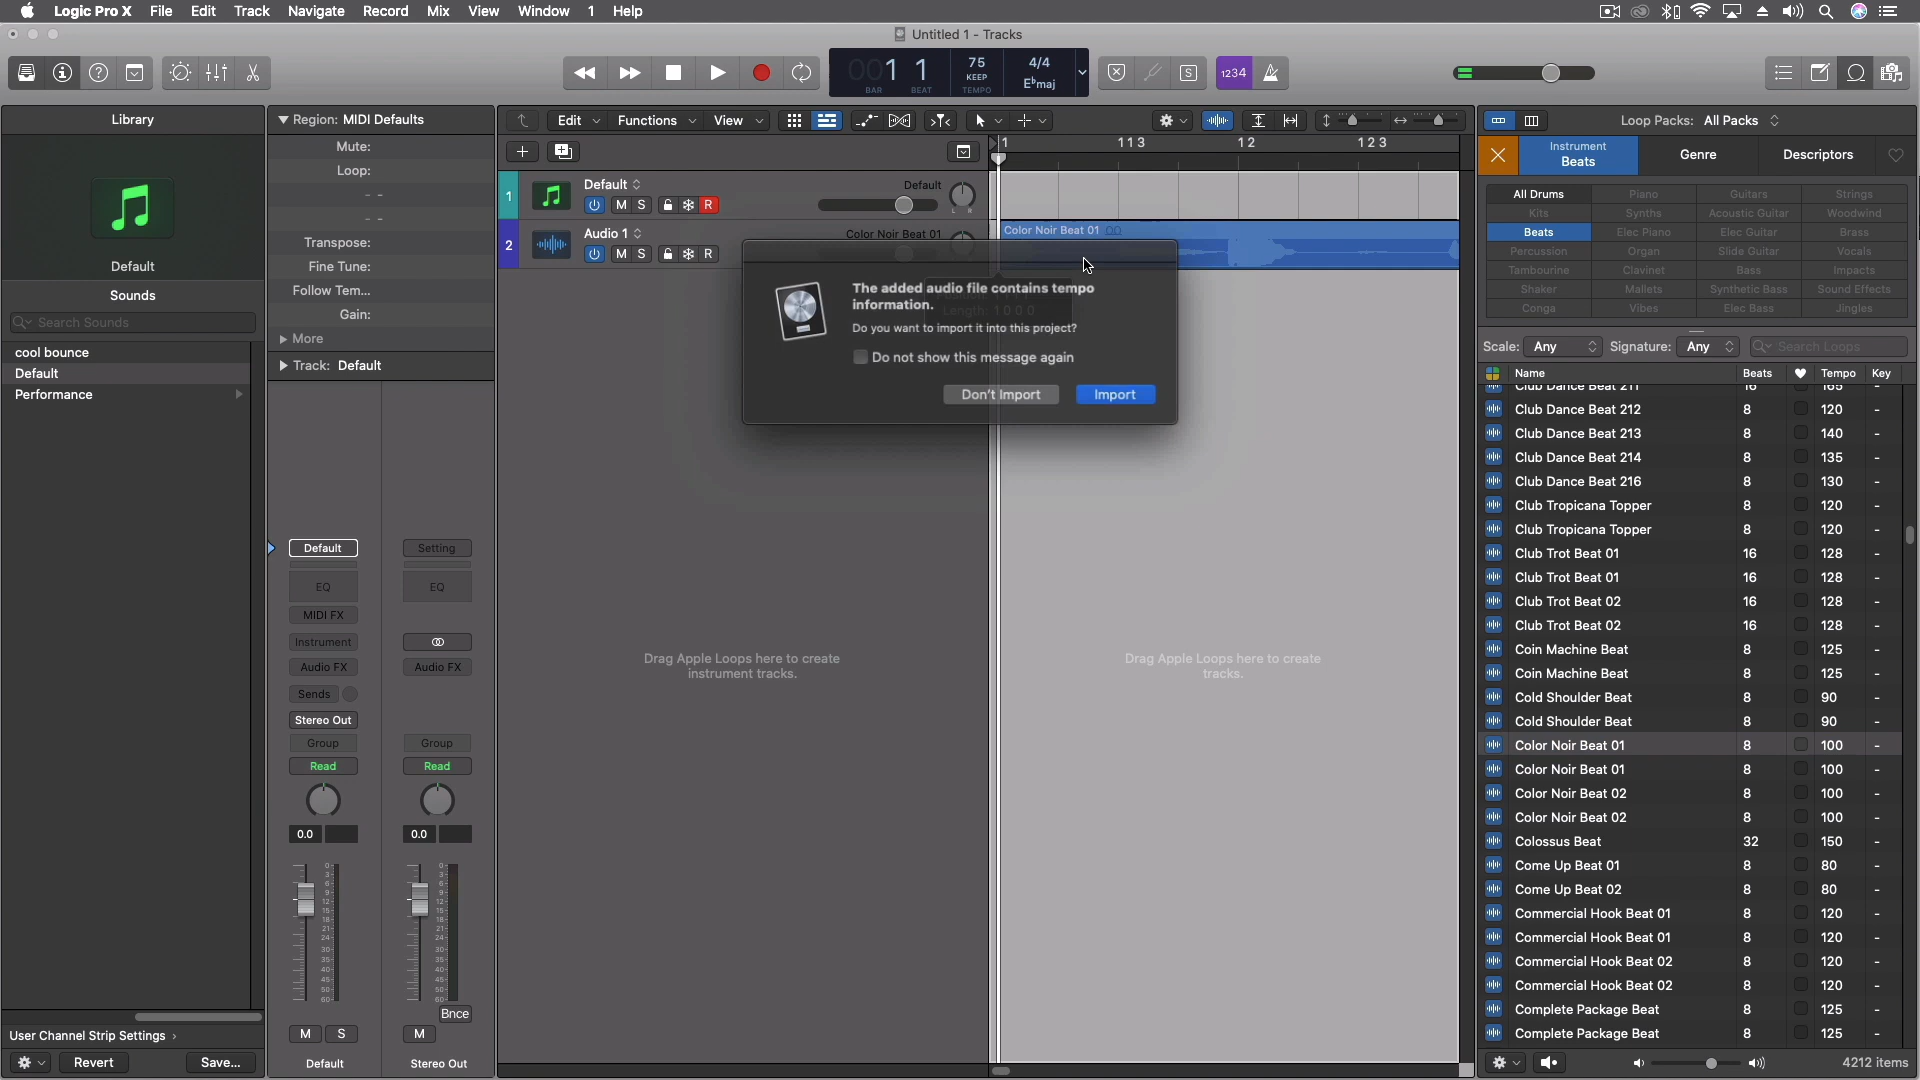 Logic Pro X File Edit Track Navigate Record Mix View Window 1 Help
Untitled 1 - Tracks
001 1
BAR BEAT
75
KEEP
TEMPO
4/4
E♭maj
S
1234
Library
Default
Sounds
Search Sounds
cool bounce
Default
Performance
User Channel Strip Settings ›
Revert
Save...
Region: MIDI Defaults
Mute:
Loop:
Transpose:
Fine Tune:
Follow Tem...
Gain:
More
Track: Default
Default
EQ
MIDI FX
Instrument
Audio FX
Sends
Stereo Out
Group
Read
0.0
M S
Default
Setting
EQ
Audio FX
Group
Read
0.0
Bnce
M
Stereo Out
Edit Functions View
1 1 1 3 1 2 1 2 3
1 Default
Default
M S R
L R
2 Audio 1
Color Noir Beat 01
M S R
Color Noir Beat 01
The added audio file contains tempo
information.
Do you want to import it into this project?
Do not show this message again
Don't Import
Import
Drag Apple Loops here to create
instrument tracks.
Drag Apple Loops here to create
tracks.
Loop Packs: All Packs
Instrument
Beats
Genre
Descriptors
All Drums Piano Guitars Strings
Kits Synths Acoustic Guitar Woodwind
Beats Elec Piano Elec Guitar Brass
Percussion Organ Slide Guitar Vocals
Tambourine Clavinet Bass Impacts
Shaker Mallets Synthetic Bass Sound Effects
Conga Vibes Elec Bass Jingles
Scale: Any Signature: Any Search Loops
Name Beats Tempo Key
Club Dance Beat 211 16 165 -
Club Dance Beat 212 8 120 -
Club Dance Beat 213 8 140 -
Club Dance Beat 214 8 135 -
Club Dance Beat 216 8 130 -
Club Tropicana Topper 8 120 -
Club Tropicana Topper 8 120 -
Club Trot Beat 01 16 128 -
Club Trot Beat 01 16 128 -
Club Trot Beat 02 16 128 -
Club Trot Beat 02 16 128 -
Coin Machine Beat 8 125 -
Coin Machine Beat 8 125 -
Cold Shoulder Beat 8 90 -
Cold Shoulder Beat 8 90 -
Color Noir Beat 01 8 100 -
Color Noir Beat 01 8 100 -
Color Noir Beat 02 8 100 -
Color Noir Beat 02 8 100 -
Colossus Beat 32 150 -
Come Up Beat 01 8 80 -
Come Up Beat 02 8 80 -
Commercial Hook Beat 01 8 120 -
Commercial Hook Beat 01 8 120 -
Commercial Hook Beat 02 8 120 -
Commercial Hook Beat 02 8 120 -
Complete Package Beat 8 125 -
Complete Package Beat 8 125 -
4212 items